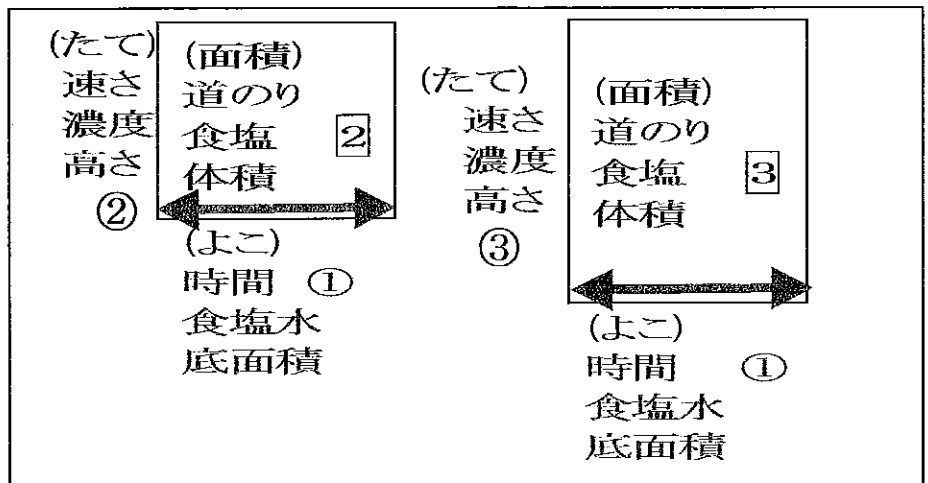 (たて)
速さ
濃度
高さ
②
(面積)
道のり
食塩 2
体積
(よこ)
時間 ①
食塩水
底面積
(たて)
速さ
濃度
高さ
③
(面積)
道のり
食塩 3
体積
(よこ)
時間 ①
食塩水
底面積